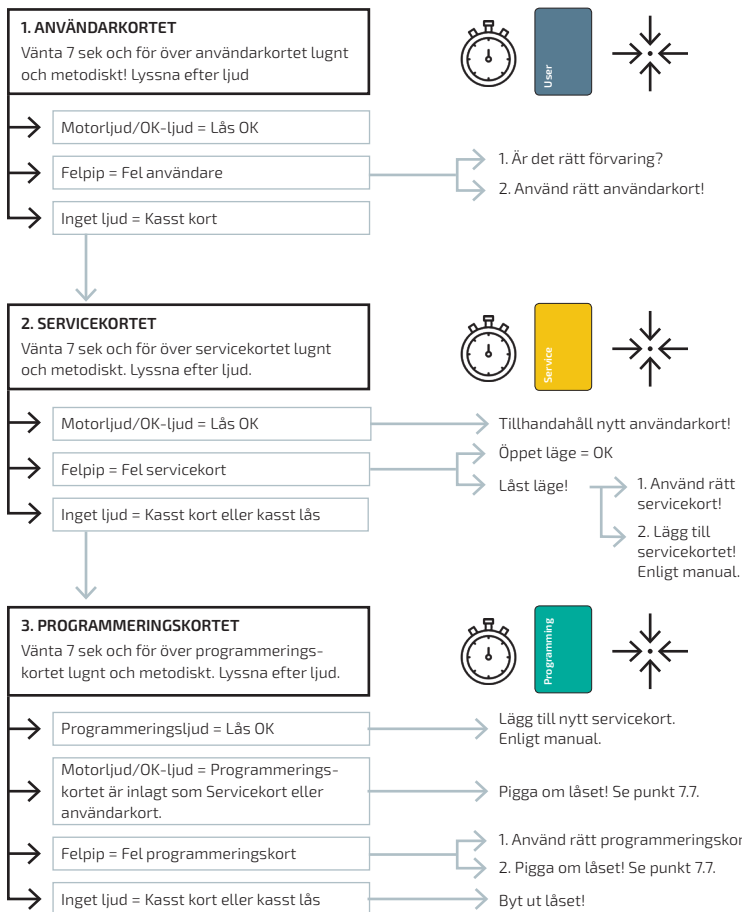 1. ANVÄNDARKORTET
Vänta 7 sek och för över användarkortet lugnt
och metodiskt! Lyssna efter ljud
User
Motorljud/OK-ljud = Lås OK
Felpip = Fel användare
1. Är det rätt förvaring?
2. Använd rätt användarkort!
Inget ljud = Kasst kort
2. SERVICEKORTET
Vänta 7 sek och för över servicekortet lugnt
och metodiskt. Lyssna efter ljud.
Service
Motorljud/OK-ljud = Lås OK
Tillhandahåll nytt användarkort!
Felpip = Fel servicekort
Öppet läge = OK
Låst läge!
1. Använd rätt
servicekort!
2. Lägg till
servicekortet!
Enligt manual.
Inget ljud = Kasst kort eller kasst lås
3. PROGRAMMERINGSKORTET
Vänta 7 sek och för över programmerings-
kortet lugnt och metodiskt. Lyssna efter ljud.
Programming
Programmeringsljud = Lås OK
Lägg till nytt servicekort.
Enligt manual.
Motorljud/OK-ljud = Programmerings-
kortet är inlagt som Servicekort eller
användarkort.
Pigga om låset! Se punkt 7.7.
Felpip = Fel programmeringskort
1. Använd rätt
2. Pigga om låset! Se punkt 7.7.
Inget ljud = Kasst kort eller kasst lås
Byt ut låset!